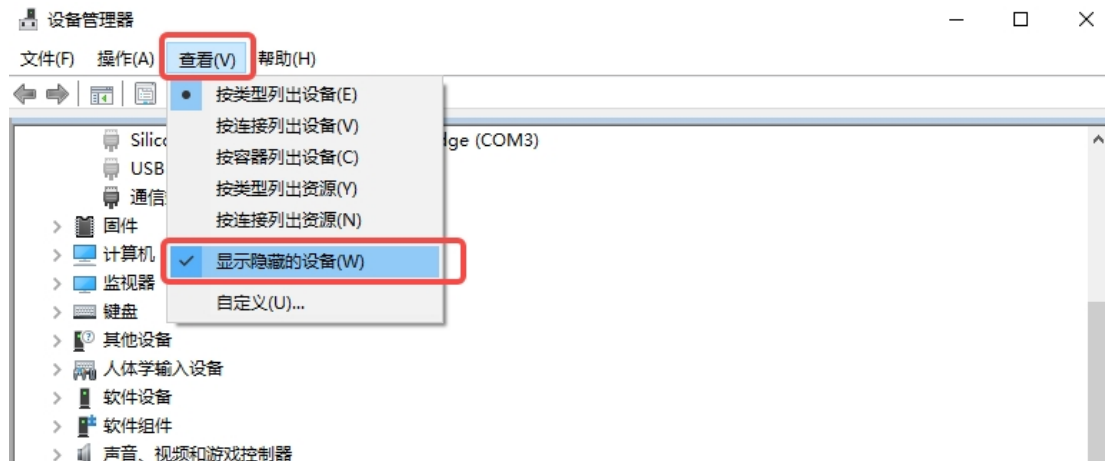 设备管理器
文件(F) 操作(A) 查看(V) 帮助(H)
按类型列出设备(E)
按连接列出设备(V)
按容器列出设备(C)
按类型列出资源(Y)
按连接列出资源(N)
显示隐藏的设备(W)
自定义(U)...
(COM3)
USB
通信
固件
计算机
监视器
键盘
其他设备
人体学输入设备
软件设备
软件组件
声音、视频和游戏控制器